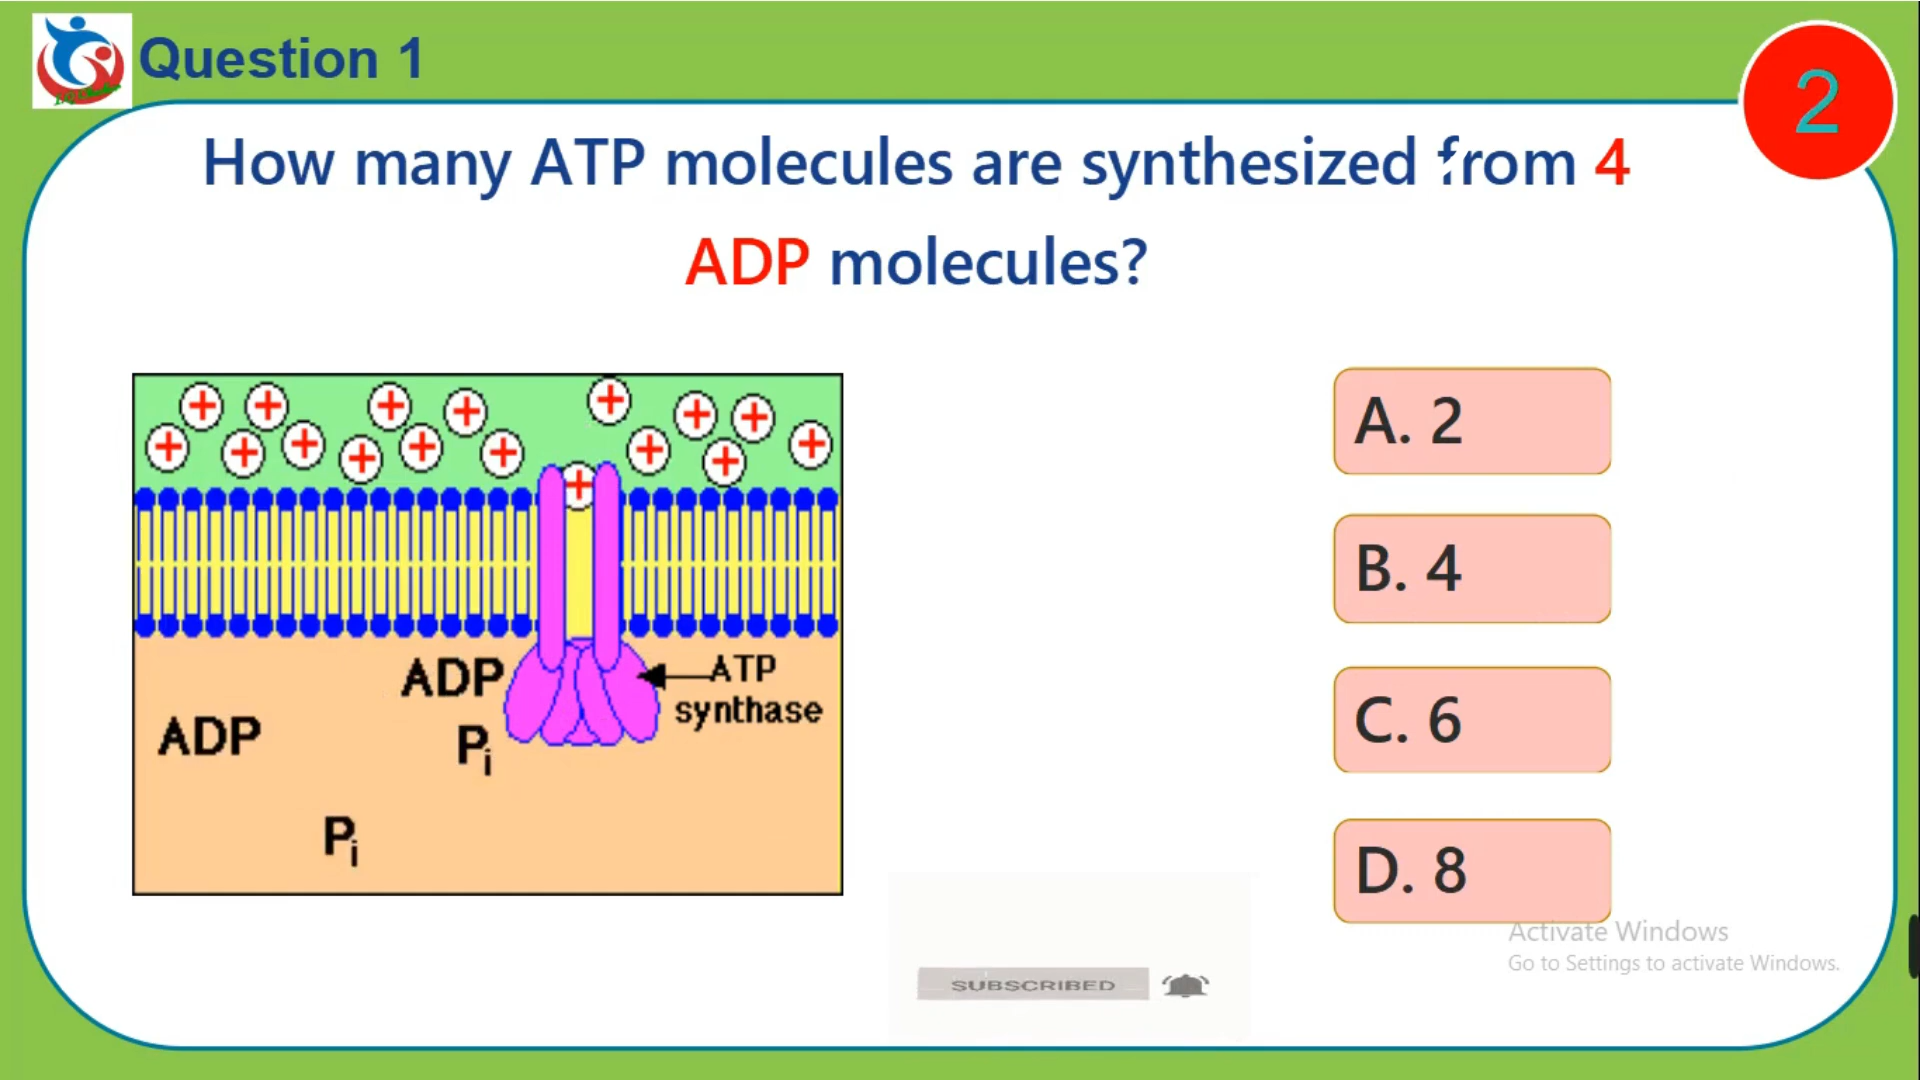 Question 1
2
How many ATP molecules are synthesized from 4
ADP molecules?
A. 2
B. 4
C. 6
D. 8
ADP
ATP
synthase
ADP
Pi
Pi
SUBSCRIBED
Activate Windows
Go to Settings to activate Windows.